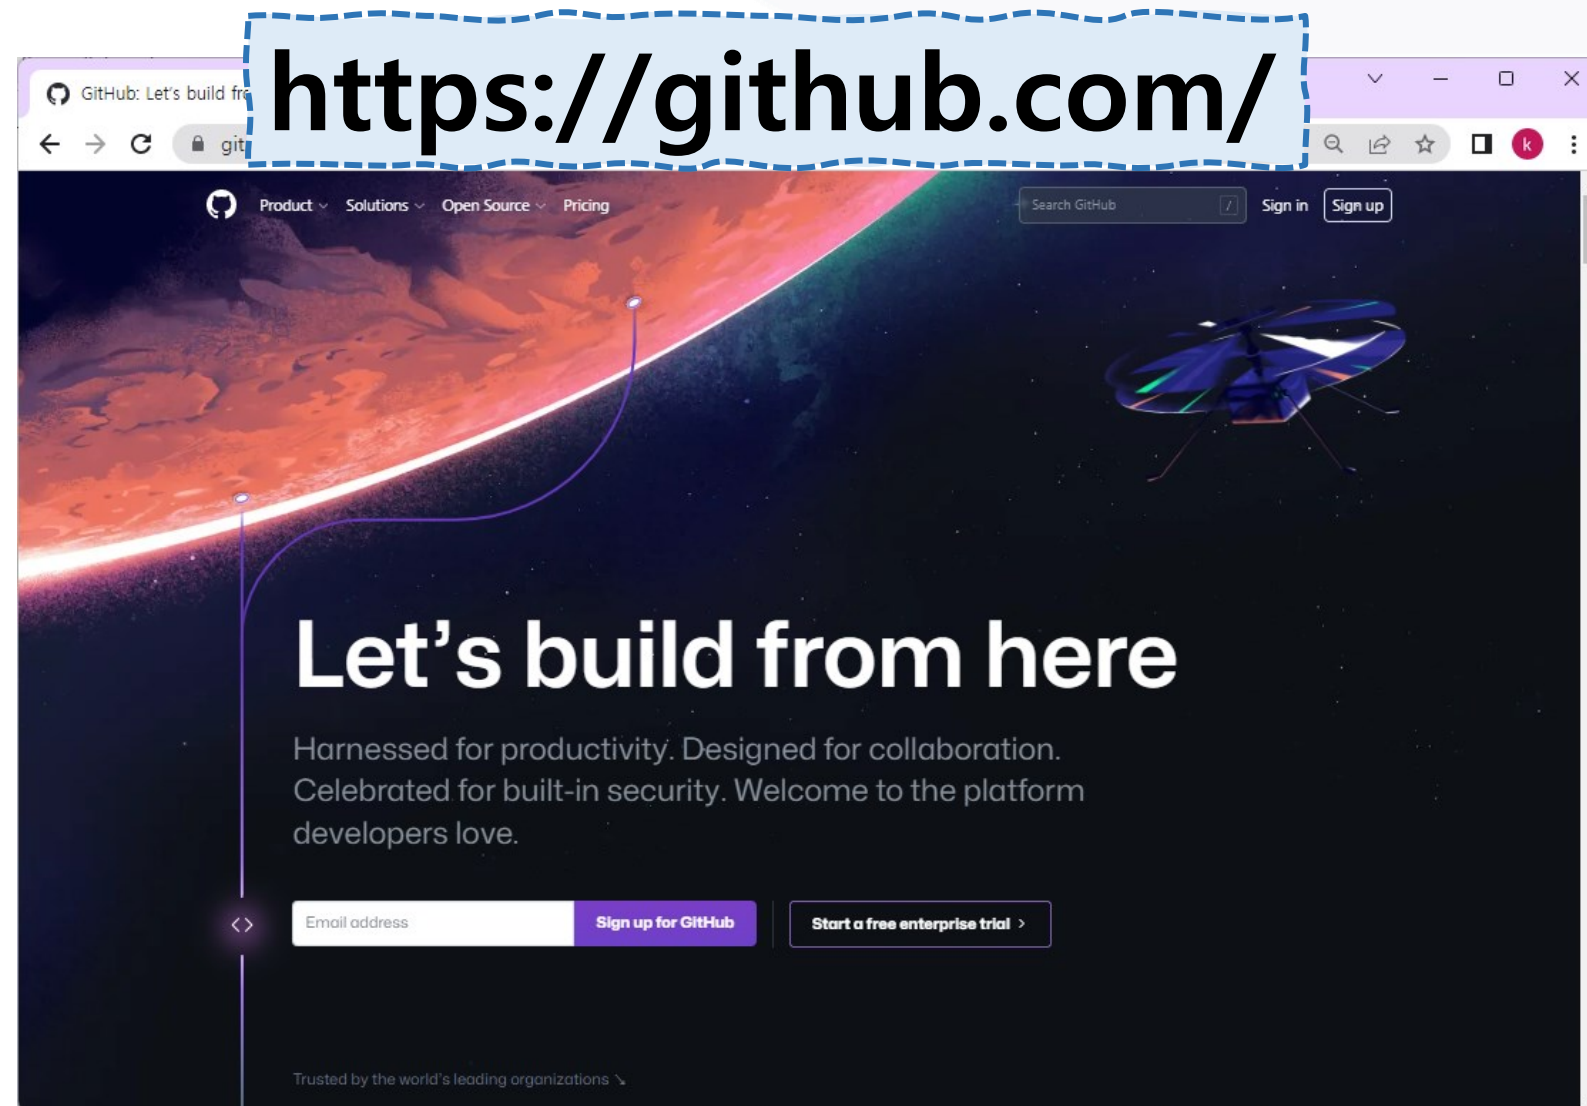 https://github.com/
GitHub: Let's build fr
git
Product Solutions Open Source Pricing Search GitHub / Sign in Sign up
k
Let's build from here
Harnessed for productivity. Designed for collaboration.
Celebrated for built-in security. Welcome to the platform
developers love.
Email address Sign up for GitHub Start a free enterprise trial >
Trusted by the world's leading organizations ↘